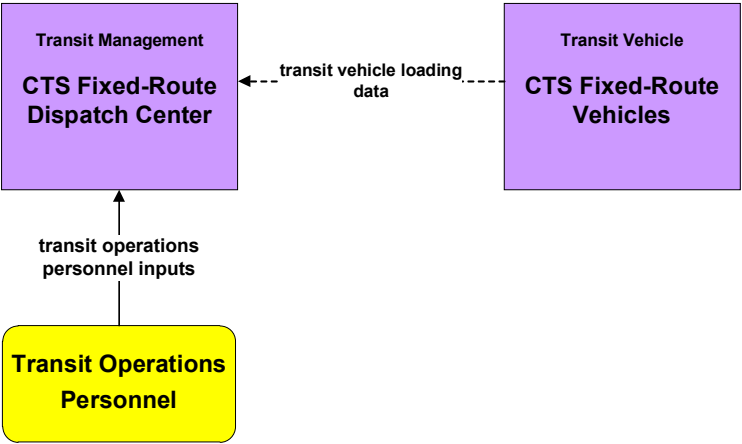 Transit Management
CTS Fixed-Route
Dispatch Center
transit vehicle loading
data
Transit Vehicle
CTS Fixed-Route
Vehicles
transit operations
personnel inputs
Transit Operations
Personnel